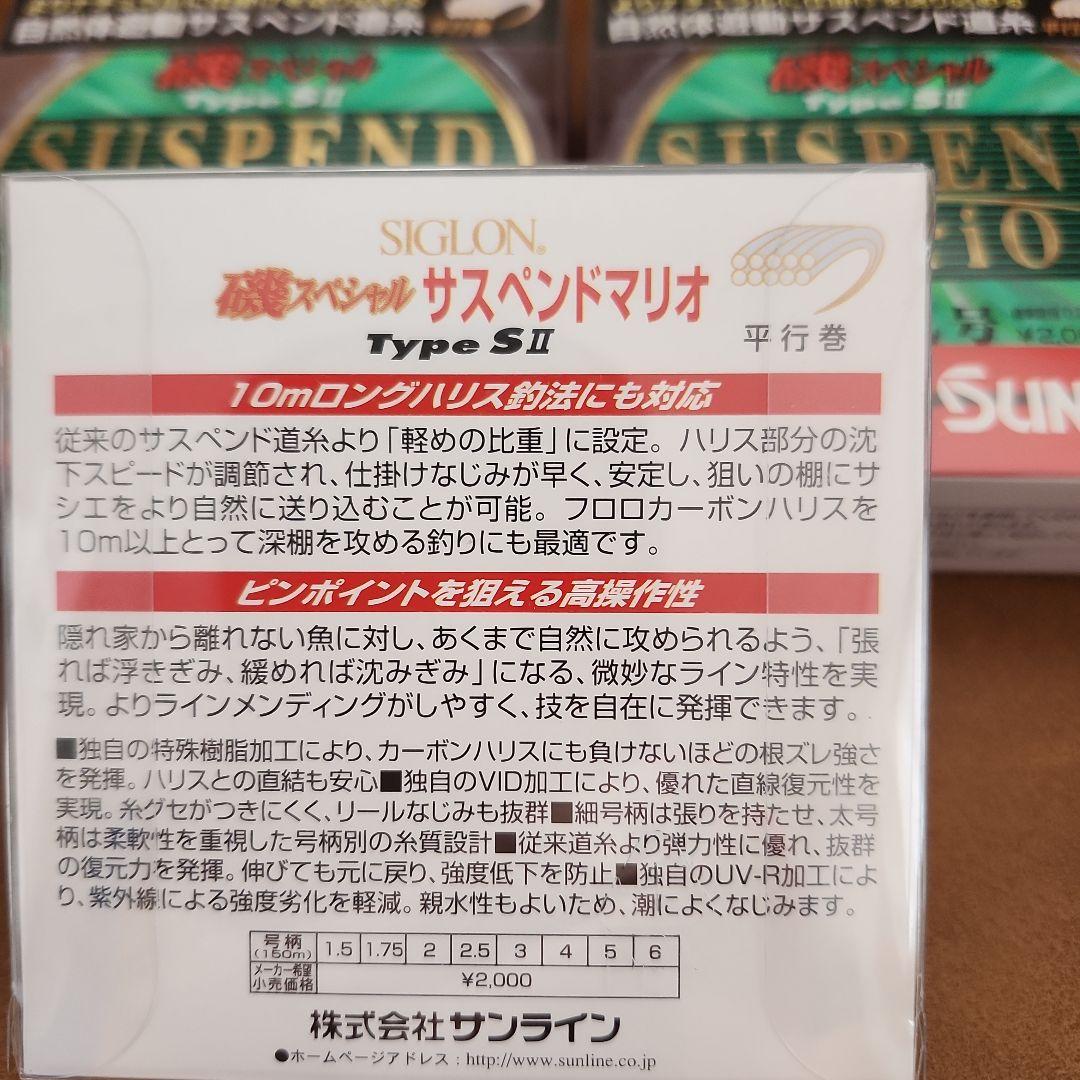 自然体遊動サスペンド道糸
磯スペシャル
Type SⅡ
SUSPEND
自然体遊動サスペンド道糸
磯スペシャル
Type SⅡ
SUSPEN
riO
号
SUN
SIGLON®
磯スペシャル サスペンドマリオ
Type SⅡ
平行巻
10mロングハリス釣法にも対応
従来のサスペンド道糸より「軽めの比重」に設定。ハリス部分の沈
下スピードが調節され、仕掛けなじみが早く、安定し、狙いの棚にサ
シエをより自然に送り込むことが可能。フロロカーボンハリスを
10m以上とって深棚を攻める釣りにも最適です。
ピンポイントを狙える高操作性
隠れ家から離れない魚に対し、あくまで自然に攻められるよう、「張
れば浮きぎみ、緩めれば沈みぎみ」になる、微妙なライン特性を実
現。よりラインメンディングがしやすく、技を自在に発揮できます。
■独自の特殊樹脂加工により、カーボンハリスにも負けないほどの根ズレ強さ
を発揮。ハリスとの直結も安心■独自のVID加工により、優れた直線復元性を
実現。糸グセがつきにくく、リールなじみも抜群■細号柄は張りを持たせ、太号
柄は柔軟性を重視した号柄別の糸質設計■従来道糸より弾力性に優れ、抜群
の復元力を発揮。伸びても元に戻り、強度低下を防止■独自のUV-R加工によ
り、紫外線による強度劣化を軽減。親水性もよいため、潮によくなじみます。
号柄(150m) 1.5 1.75 2 2.5 3 4 5 6
メーカー希望小売価格 ¥2,000
株式会社サンライン
●ホームページアドレス：http://www.sunline.co.jp